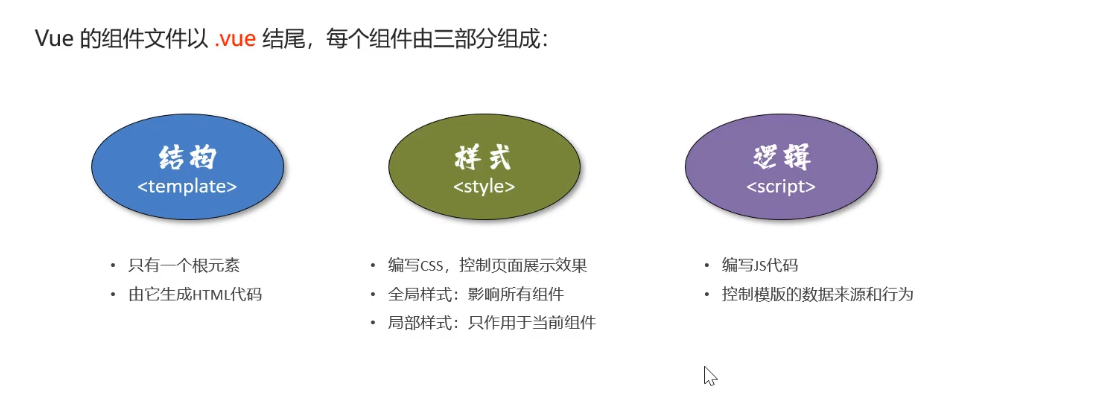 Vue 的组件文件以 .vue 结尾，每个组件由三部分组成：
结构
<template>
样式
<style>
逻辑
<script>
• 只有一个根元素
• 由它生成HTML代码
• 编写CSS，控制页面展示效果
• 全局样式：影响所有组件
• 局部样式：只作用于当前组件
• 编写JS代码
• 控制模版的数据来源和行为